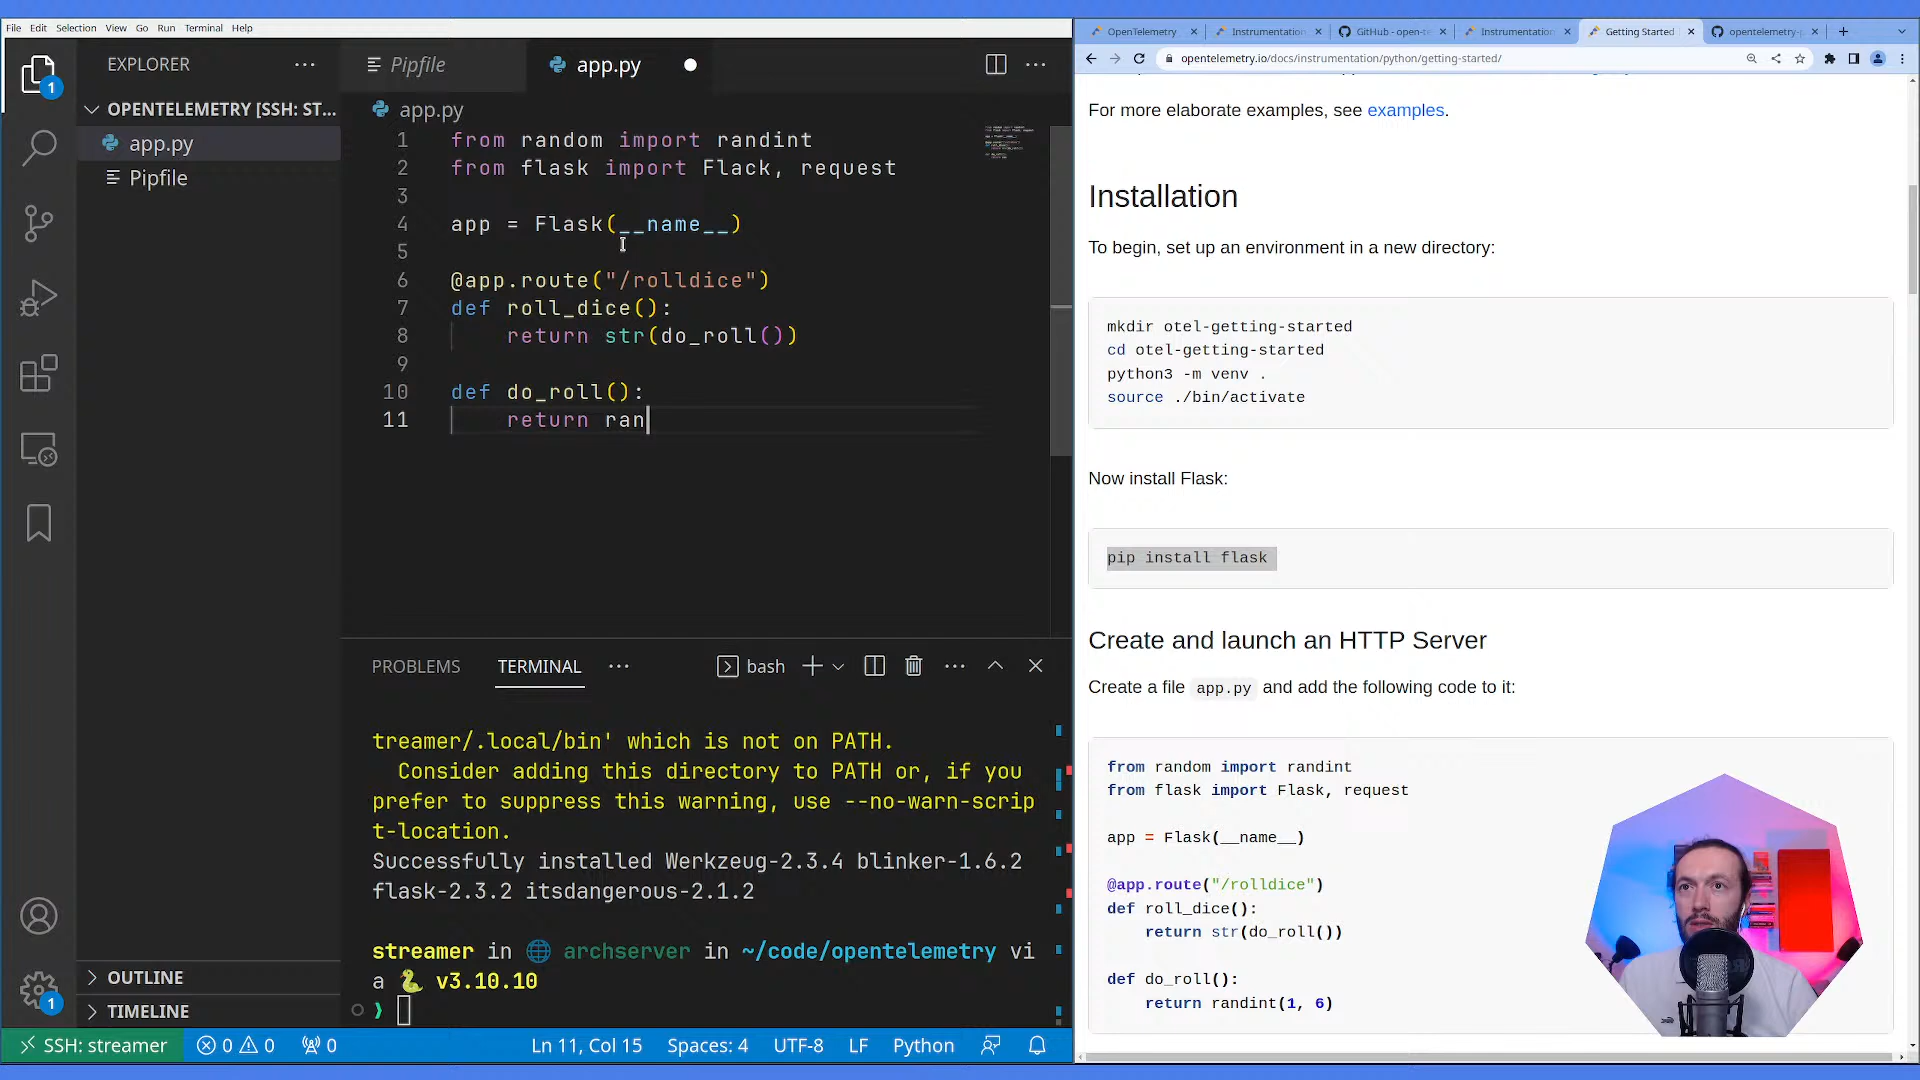 File Edit Selection View Go Run Terminal Help
EXPLORER
OPENTELEMETRY [SSH: ST...
app.py
Pipfile
OUTLINE
TIMELINE
1
1
Pipfile
app.py
app.py
1 from random import randint
2 from flask import Flack, request
3
4 app = Flask(__name__)
5
6 @app.route("/rolldice")
7 def roll_dice():
8 return str(do_roll())
9
10 def do_roll():
11 return ran
PROBLEMS TERMINAL bash
treamer/.local/bin' which is not on PATH.
Consider adding this directory to PATH or, if you
prefer to suppress this warning, use --no-warn-scrip
t-location.
Successfully installed Werkzeug-2.3.4 blinker-1.6.2
flask-2.3.2 itsdangerous-2.1.2
streamer in archserver in ~/code/opentelemetry vi
a v3.10.10
SSH: streamer 0 0 0 Ln 11, Col 15 Spaces: 4 UTF-8 LF Python
OpenTelemetry Instrumentation GitHub - open-te Instrumentation Getting Started opentelemetry-
opentelemetry.io/docs/instrumentation/python/getting-started/
For more elaborate examples, see examples.
Installation
To begin, set up an environment in a new directory:
mkdir otel-getting-started
cd otel-getting-started
python3 -m venv .
source ./bin/activate
Now install Flask:
pip install flask
Create and launch an HTTP Server
Create a file app.py and add the following code to it:
from random import randint
from flask import Flask, request
app = Flask(__name__)
@app.route("/rolldice")
def roll_dice():
return str(do_roll())
def do_roll():
return randint(1, 6)